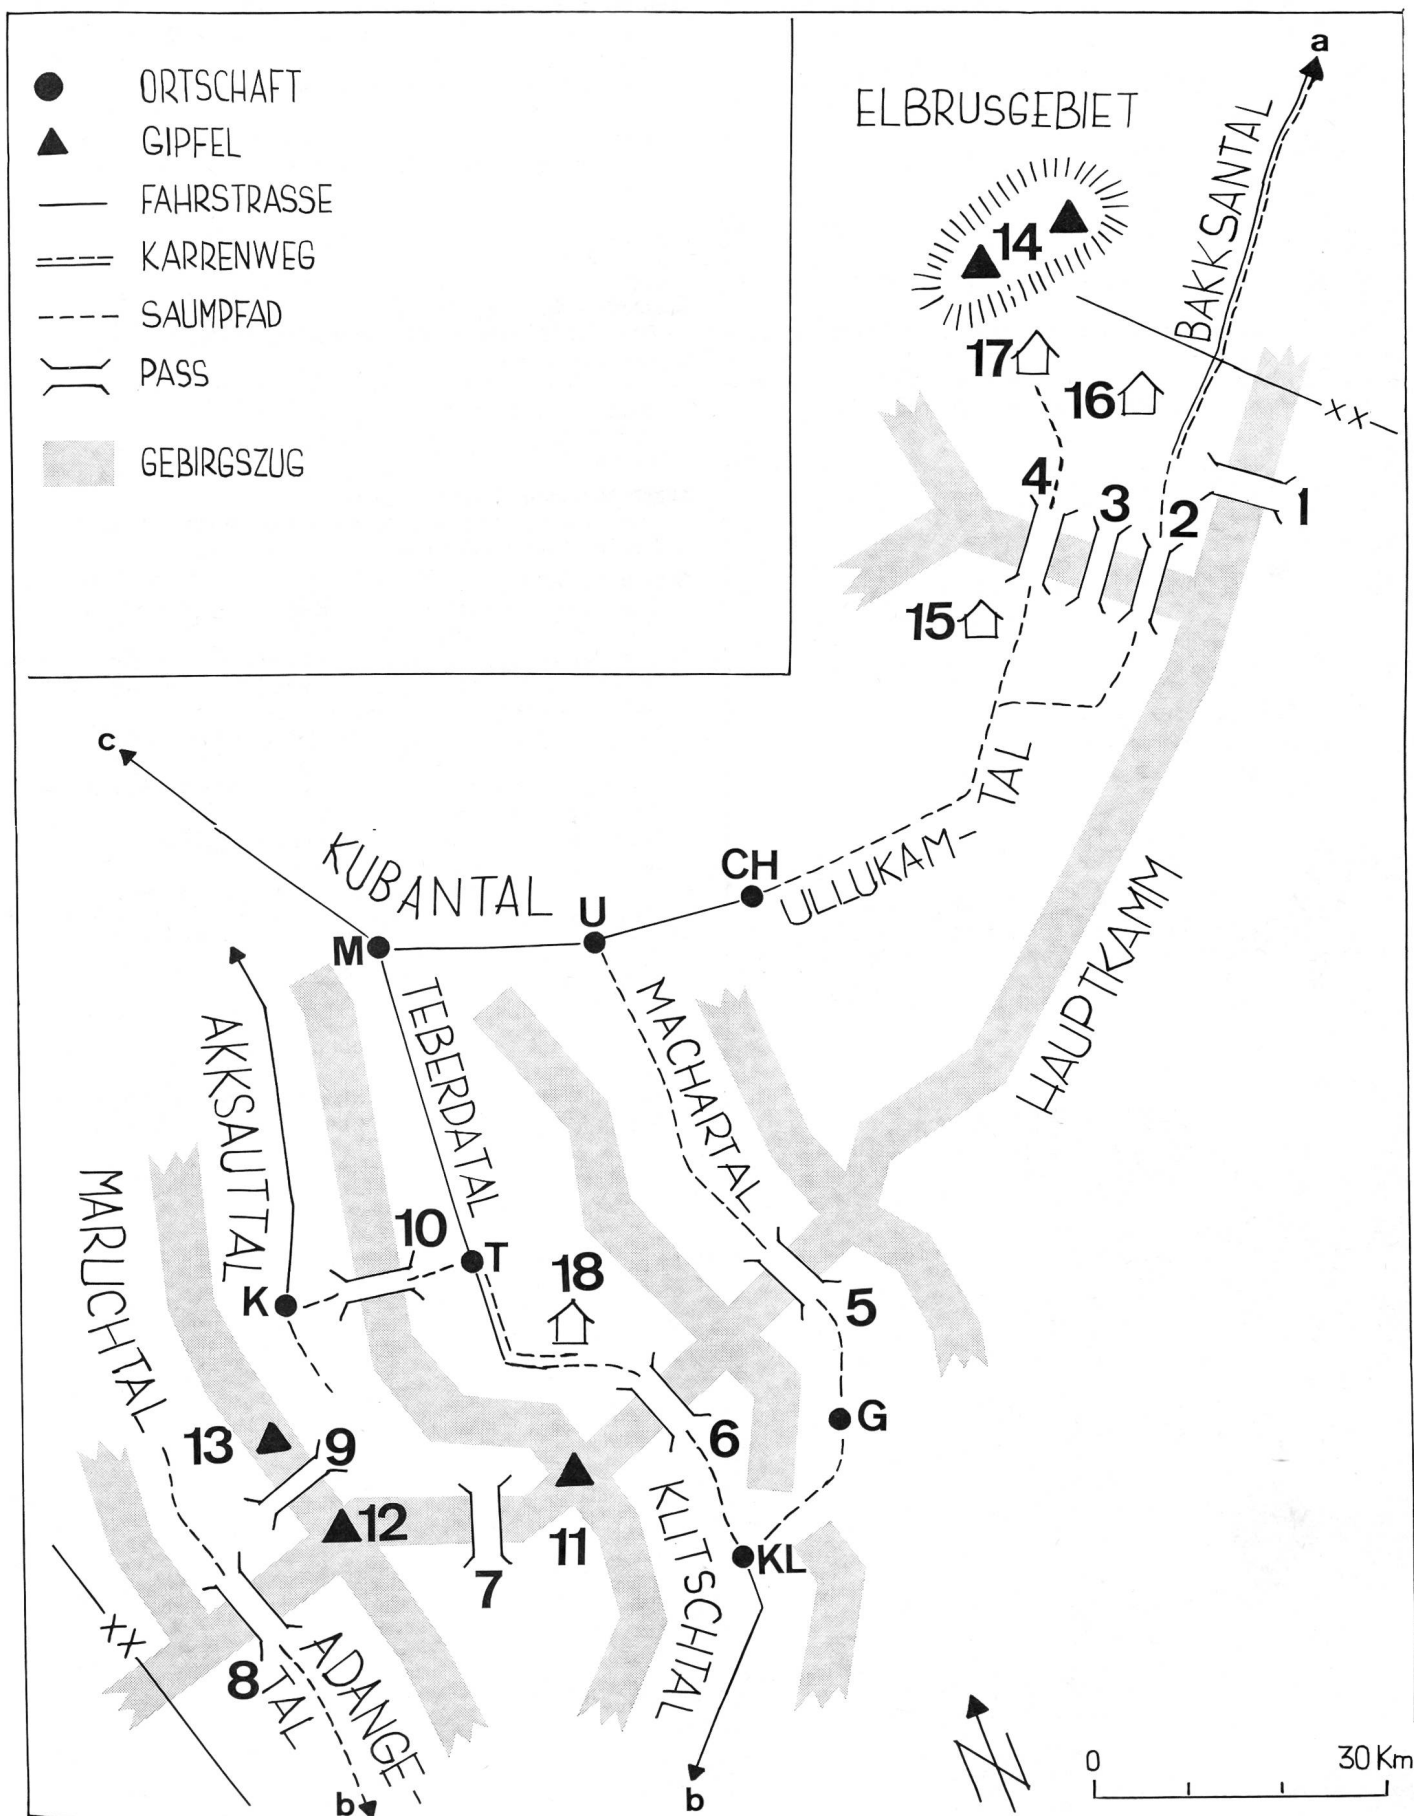 ORTSCHAFT
GIPFEL
FAHRSTRASSE
KARRENWEG
SAUMPFAD
PASS
GEBIRGSZUG
a
ELBRUSGEBIET
BAKKSANTAL
14
17
16
XX
4
3
2
1
15
c
KUBANTAL
CH
ULLUKAM-
TAL
U
M
HAUPTKAMM
TEBERDATAL
MACHARTAL
AKKSAUTTAL
MARUCHTAL
10
T
18
K
5
13
9
6
G
12
11
7
KLITSCHTAL
KL
XX
8
ADANGE-
TAL
b
b
N
0
30 Km